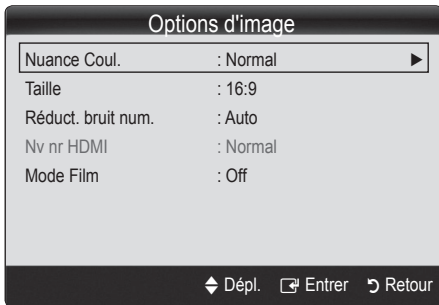 Options d'image
Nuance Coul. : Normal ▶
Taille : 16:9
Réduct. bruit num. : Auto
Nv nr HDMI : Normal
Mode Film : Off
Dépl. Entrer Retour